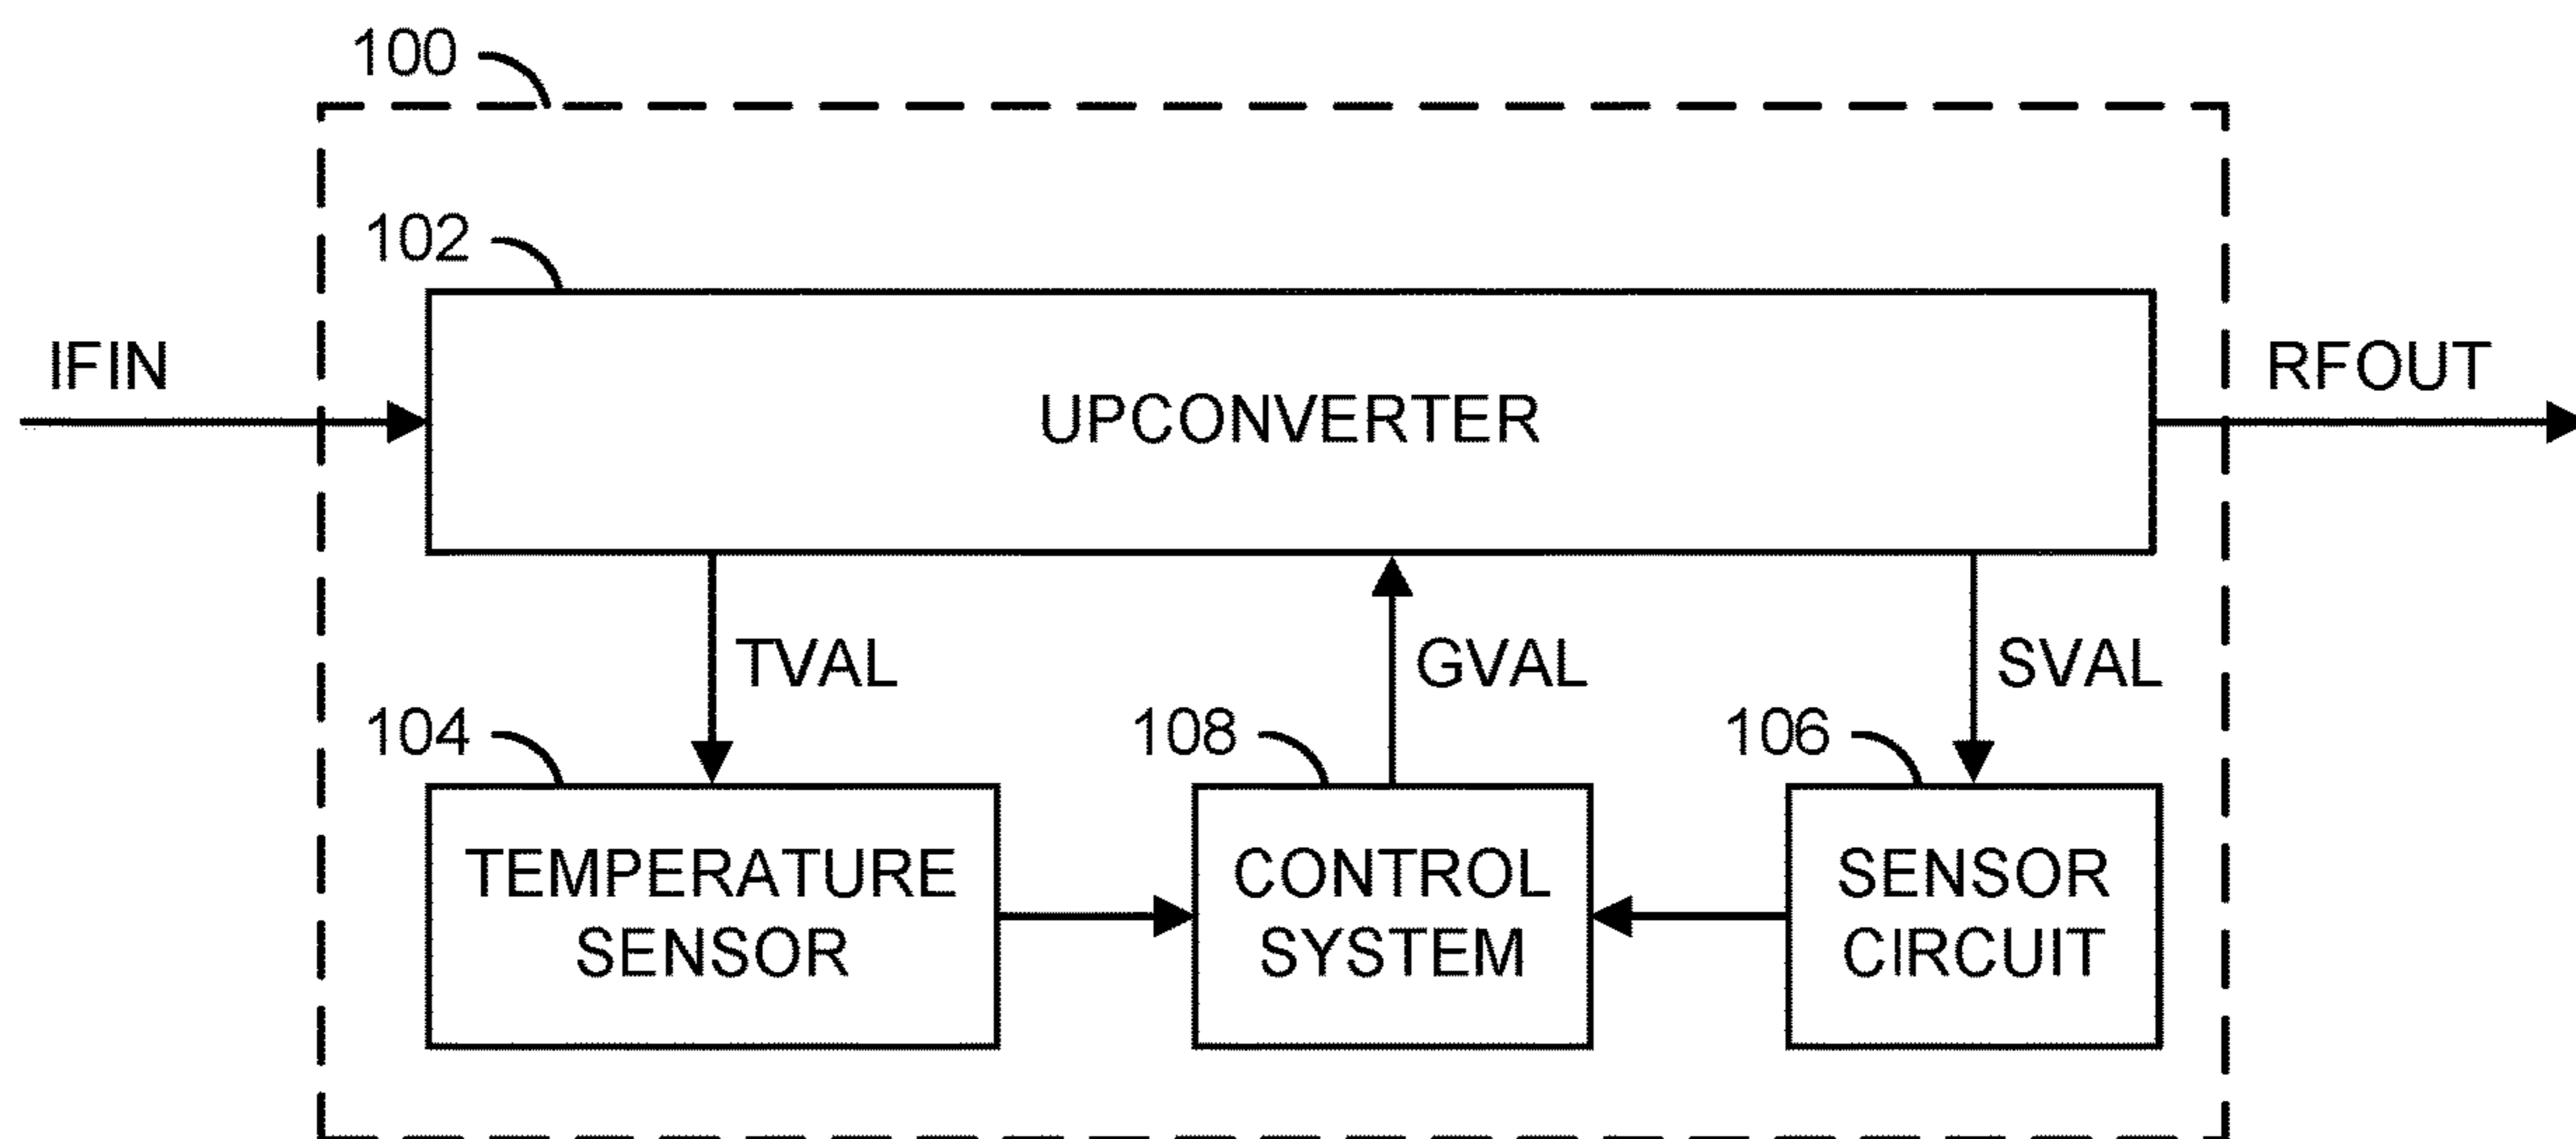 100
102
IFIN
UPCONVERTER
RFOUT
TVAL
GVAL
SVAL
104
108
106
TEMPERATURE
SENSOR
CONTROL
SYSTEM
SENSOR
CIRCUIT